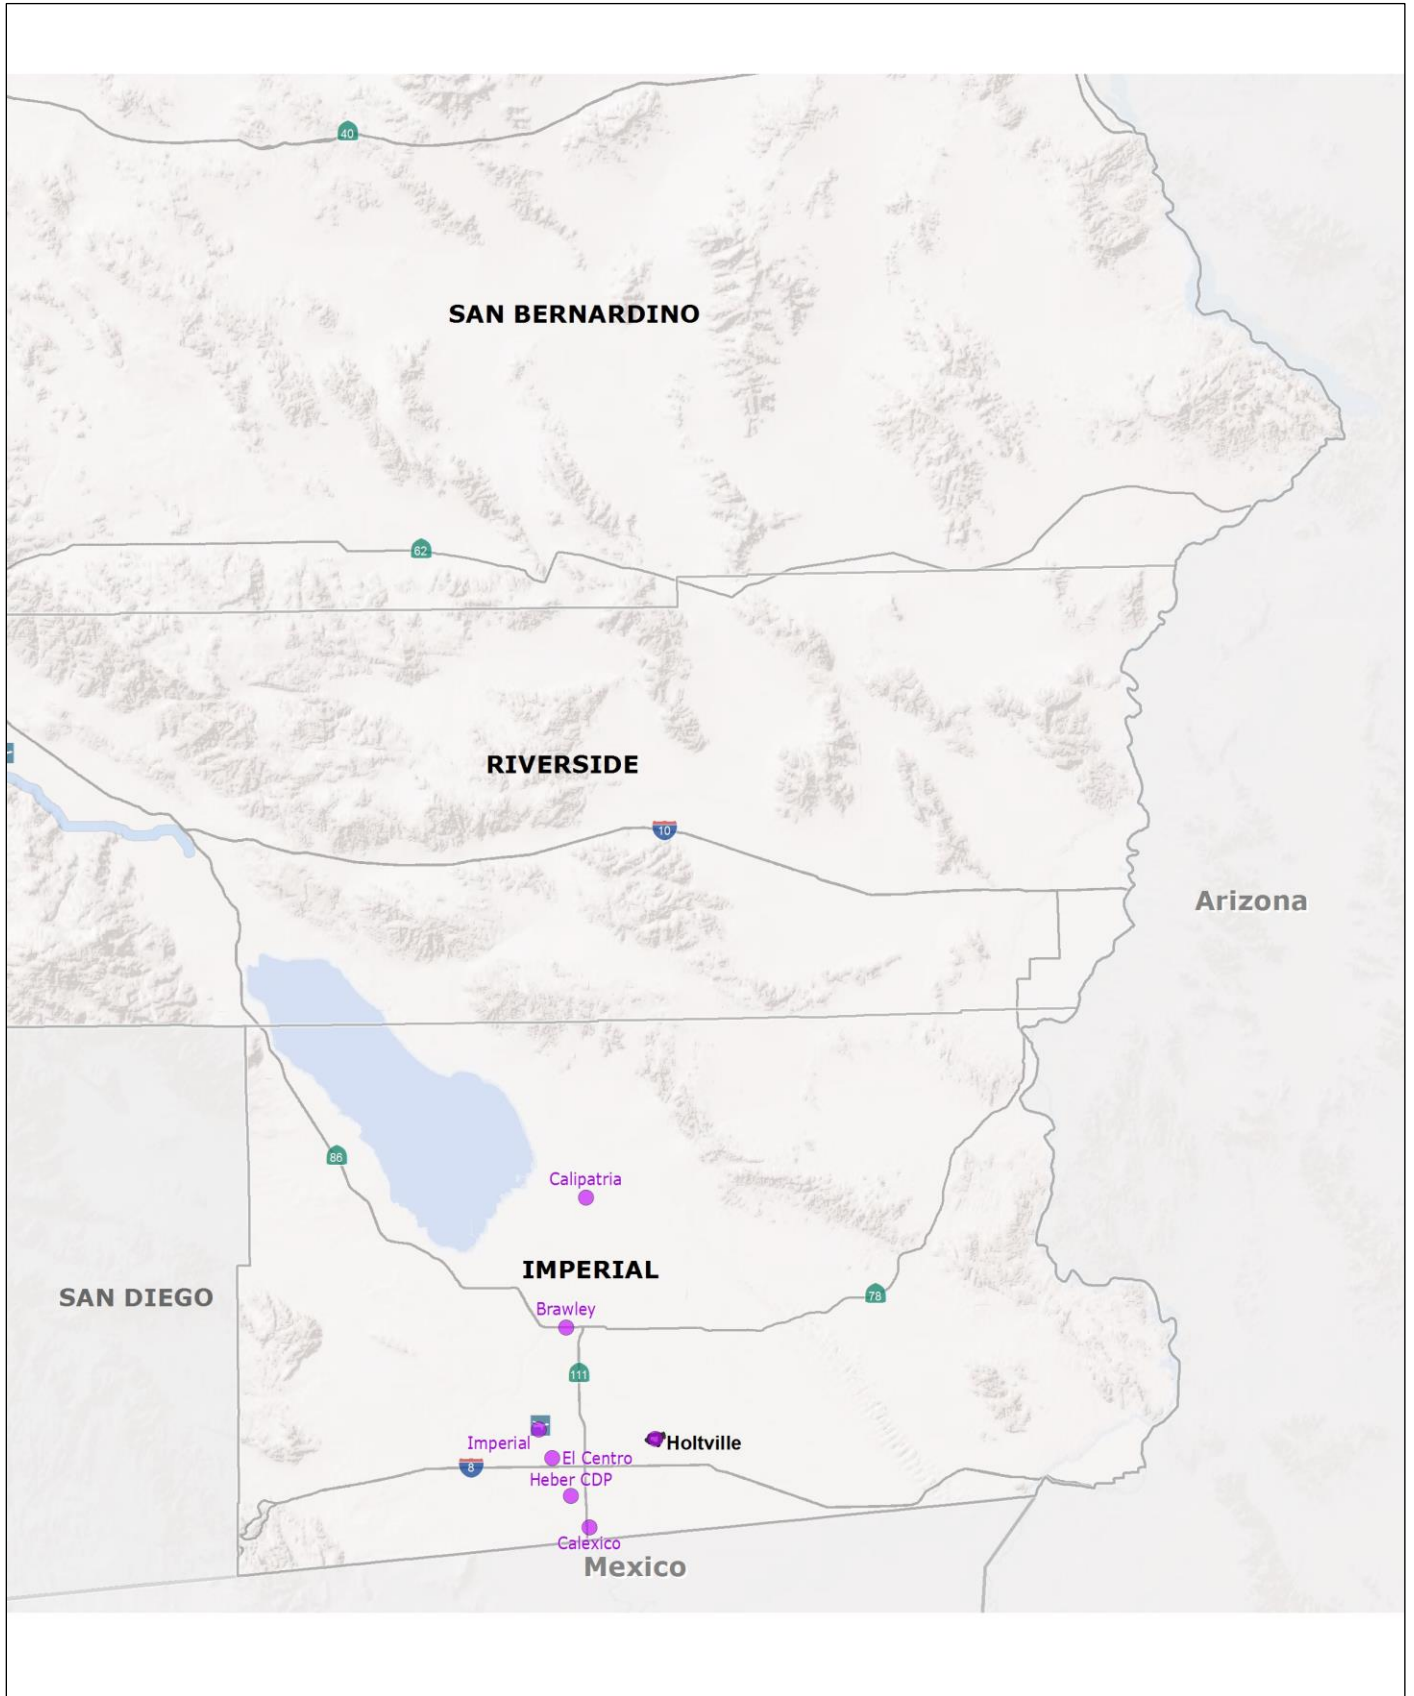 40
SAN BERNARDINO
62
RIVERSIDE
10
Arizona
86
Calipatria
IMPERIAL
SAN DIEGO
78
Brawley
111
Imperial
Holtville
El Centro
8
Heber CDP
Calexico
Mexico